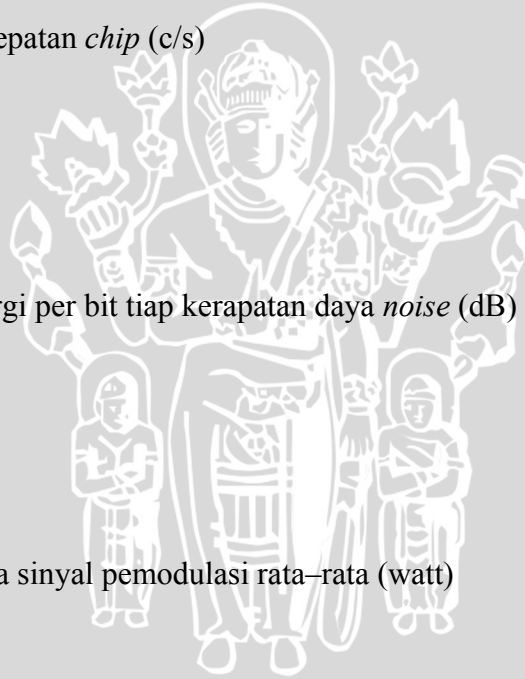 epatan chip (c/s)
rgi per bit tiap kerapatan daya noise (dB)
a sinyal pemodulasi rata–rata (watt)